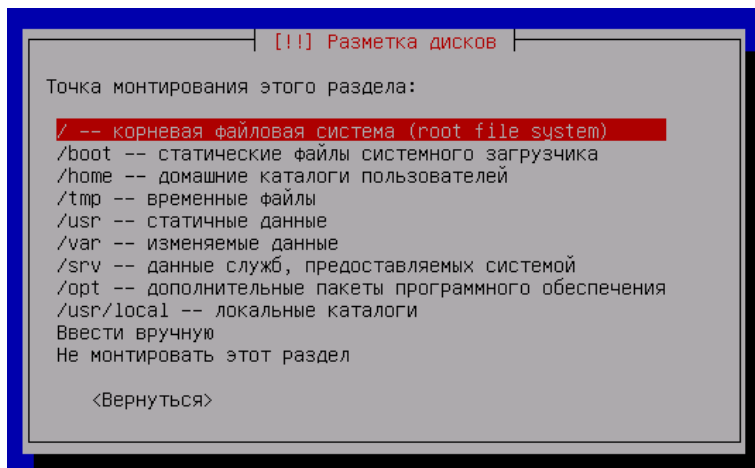 [!!] Разметка дисков
Точка монтирования этого раздела:
/ -- корневая файловая система (root file system)
/boot -- статические файлы системного загрузчика
/home -- домашние каталоги пользователей
/tmp -- временные файлы
/usr -- статичные данные
/var -- изменяемые данные
/srv -- данные служб, предоставляемых системой
/opt -- дополнительные пакеты программного обеспечения
/usr/local -- локальные каталоги
Ввести вручную
Не монтировать этот раздел
<Вернуться>